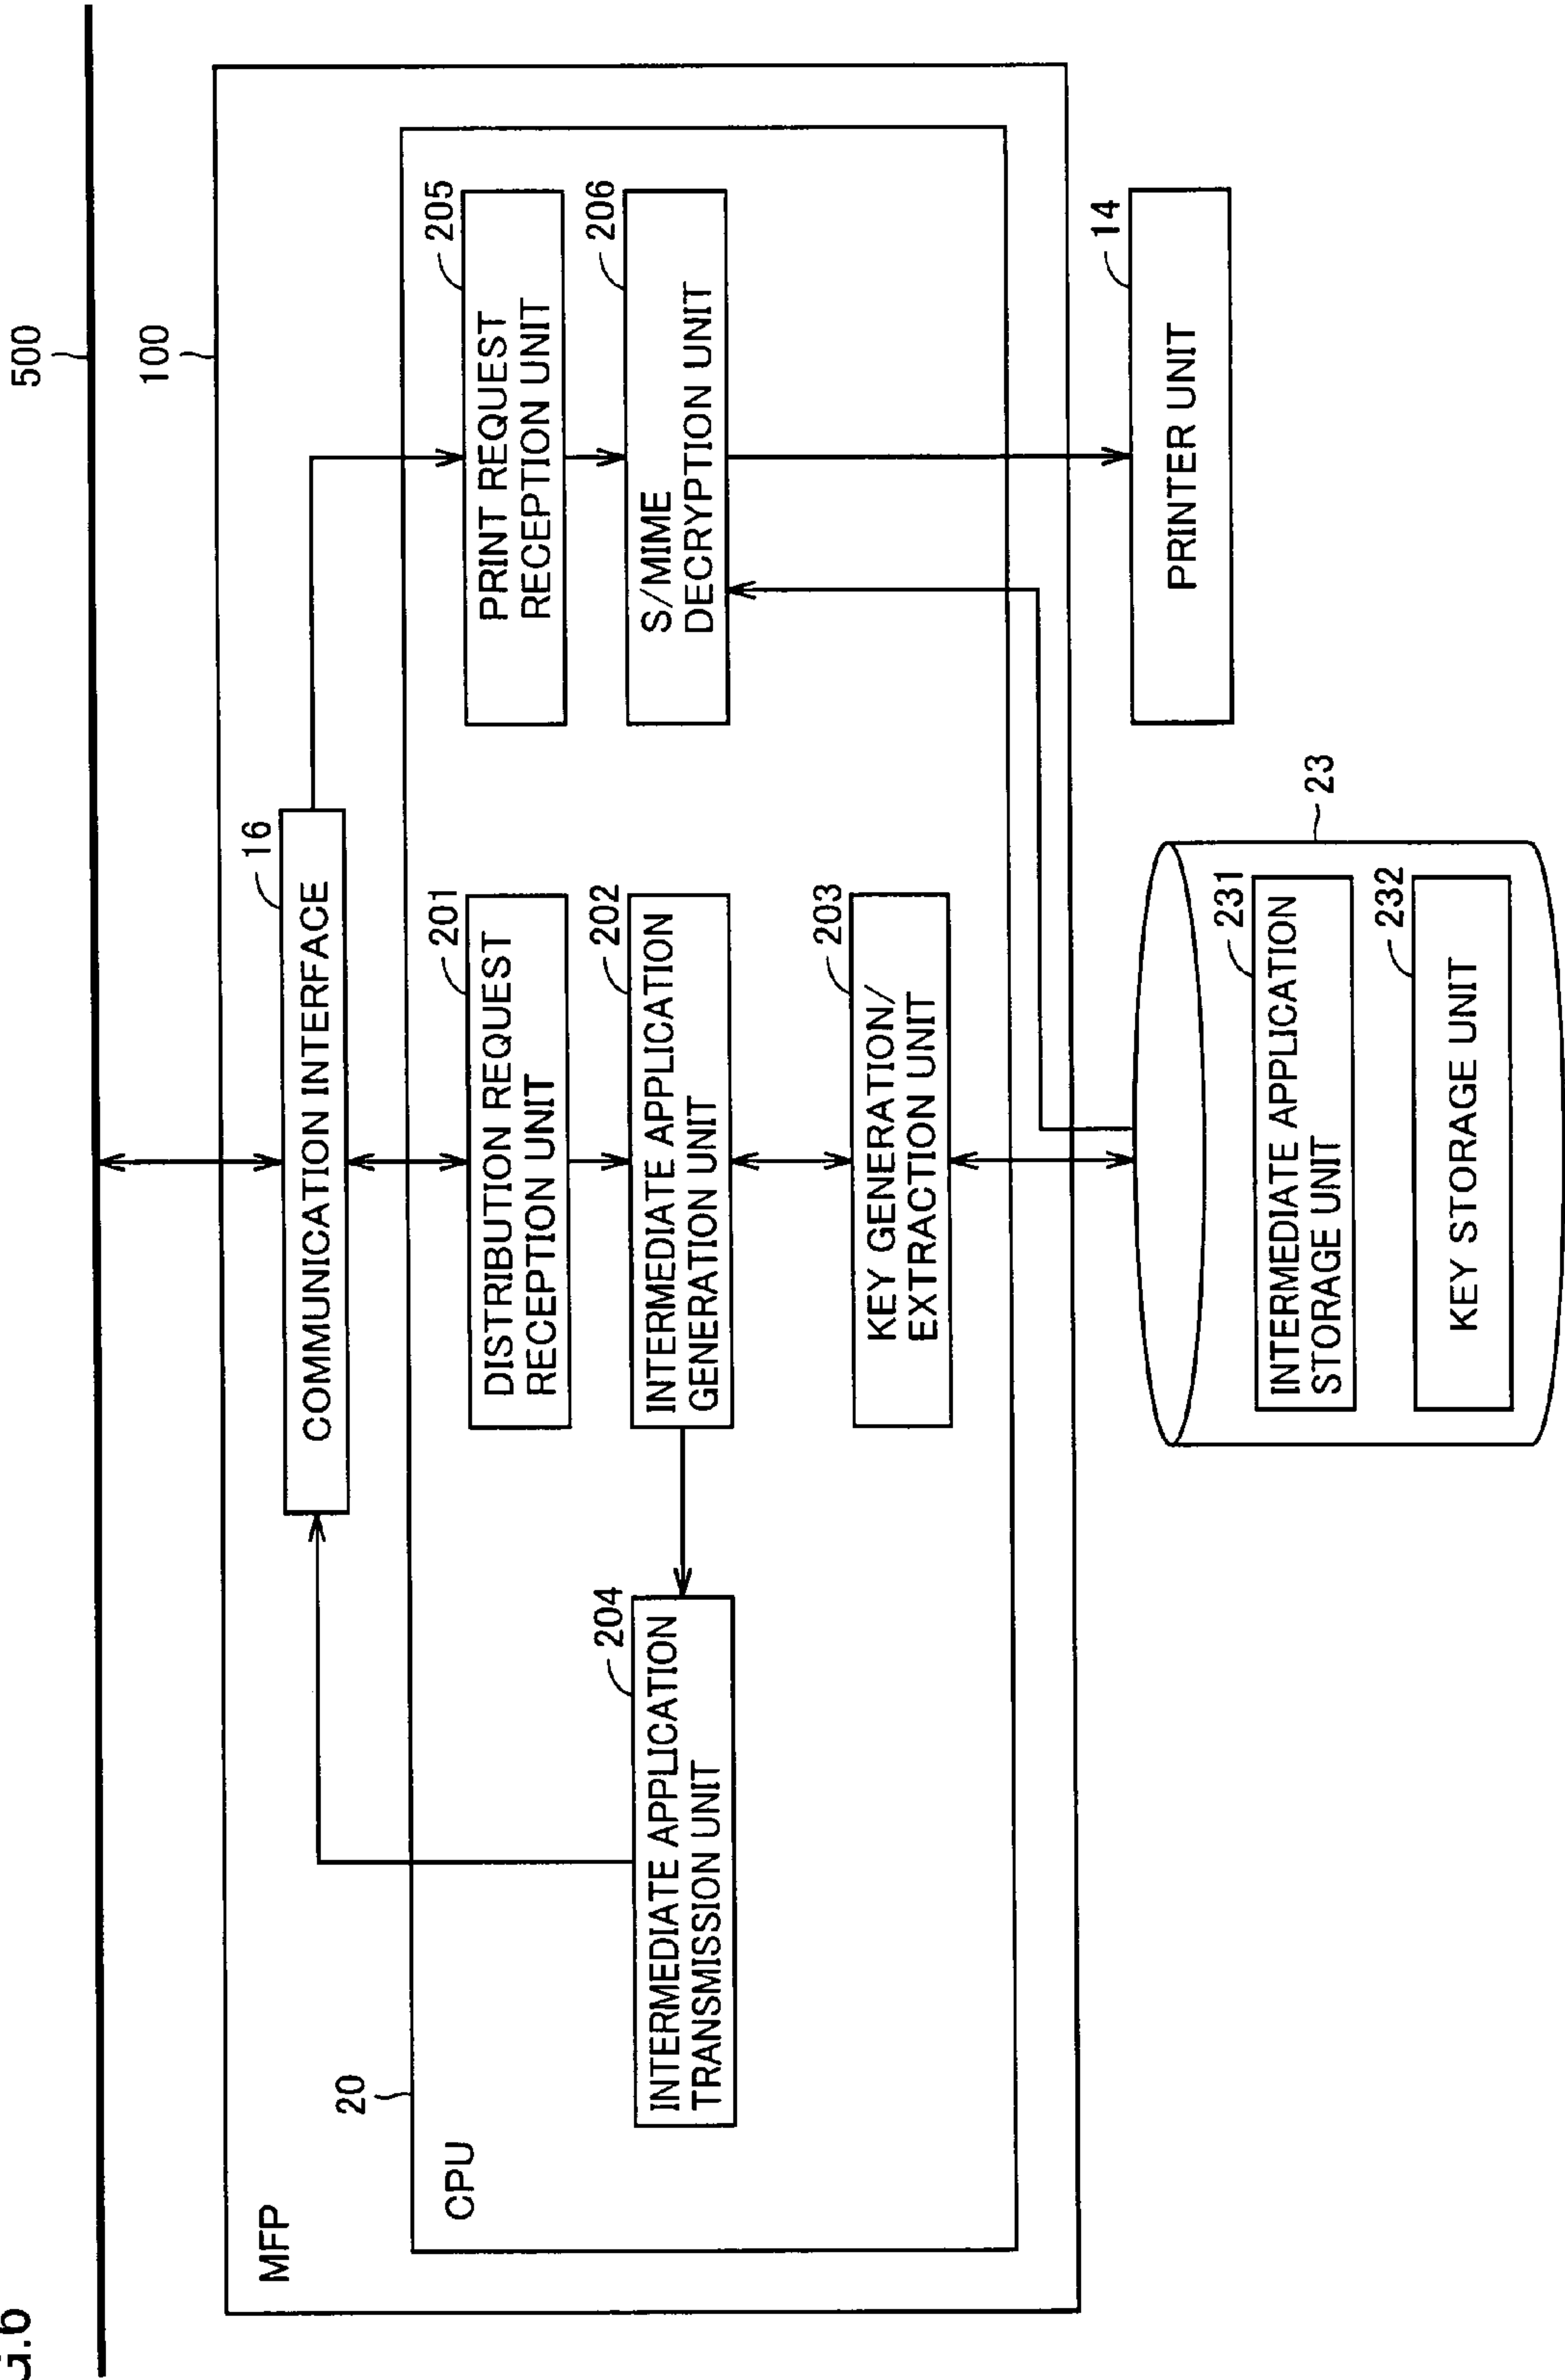 G.6
500
MFP
100
COMMUNICATION INTERFACE
16
20
CPU
DISTRIBUTION REQUEST
RECEPTION UNIT
201
PRINT REQUEST
RECEPTION UNIT
205
INTERMEDIATE APPLICATION
TRANSMISSION UNIT
204
INTERMEDIATE APPLICATION
GENERATION UNIT
202
S/MIME
DECRYPTION UNIT
206
KEY GENERATION/
EXTRACTION UNIT
203
PRINTER UNIT
14
23
INTERMEDIATE APPLICATION
STORAGE UNIT
231
KEY STORAGE UNIT
232